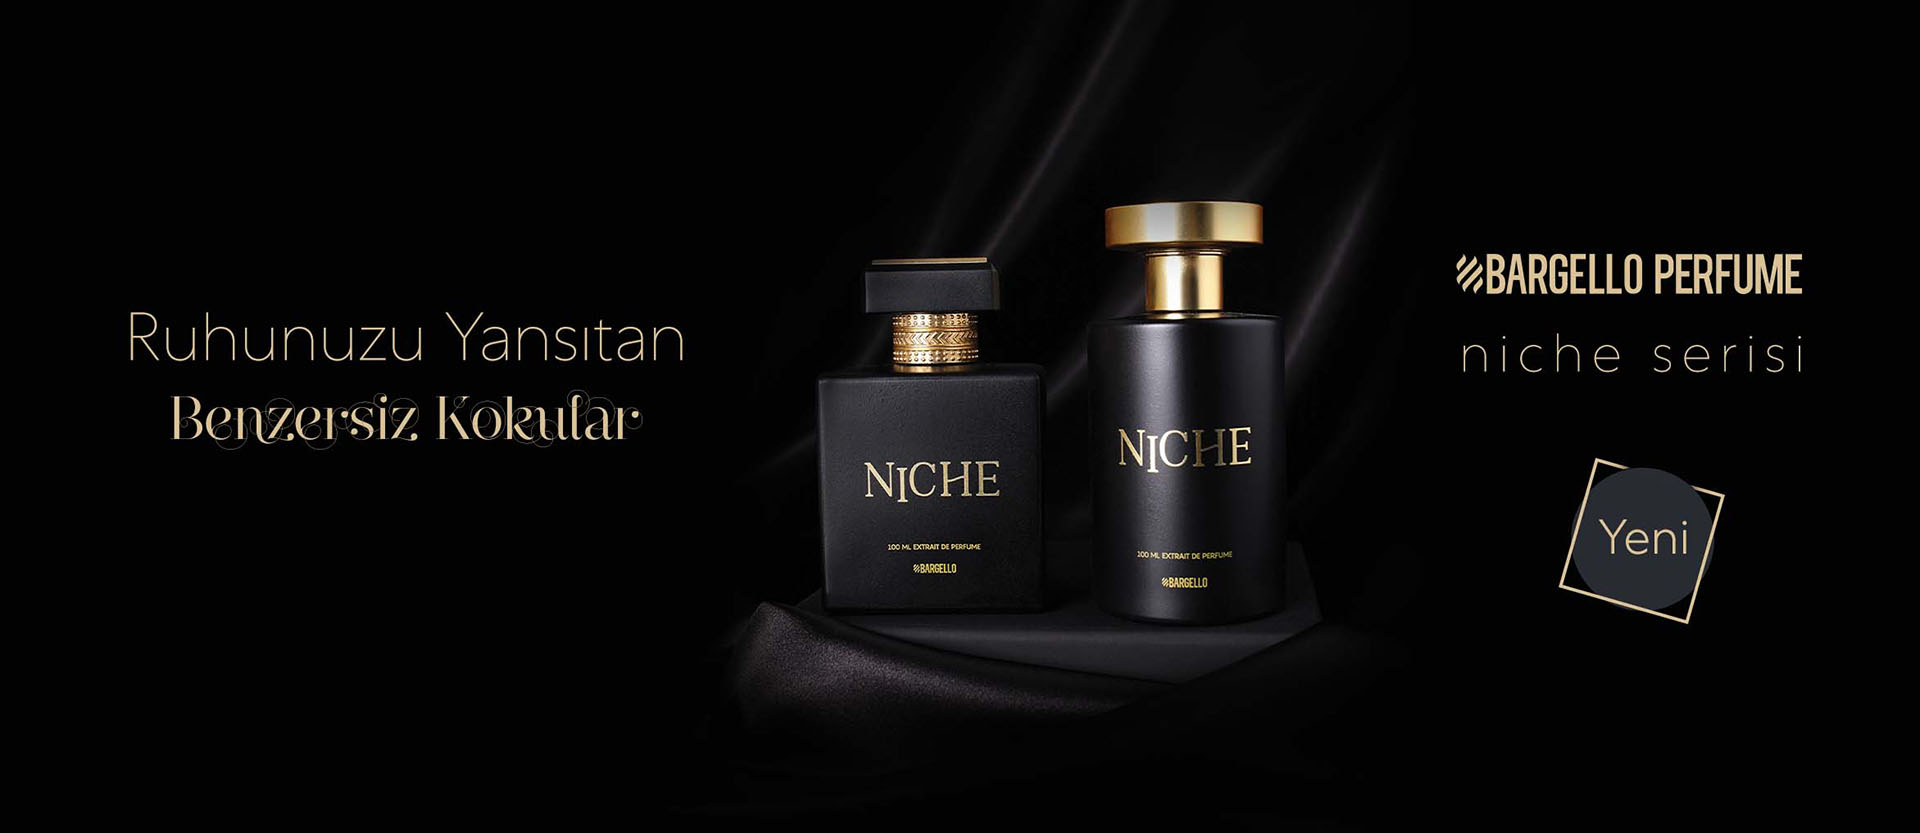 Ruhunuzu Yansıtan
Benzersiz Kokular
NICHE
100 ML EXTRAIT DE PERFUME
BARGELLO
NICHE
100 ML EXTRAIT DE PERFUME
BARGELLO
BARGELLO PERFUME
niche serisi
Yeni